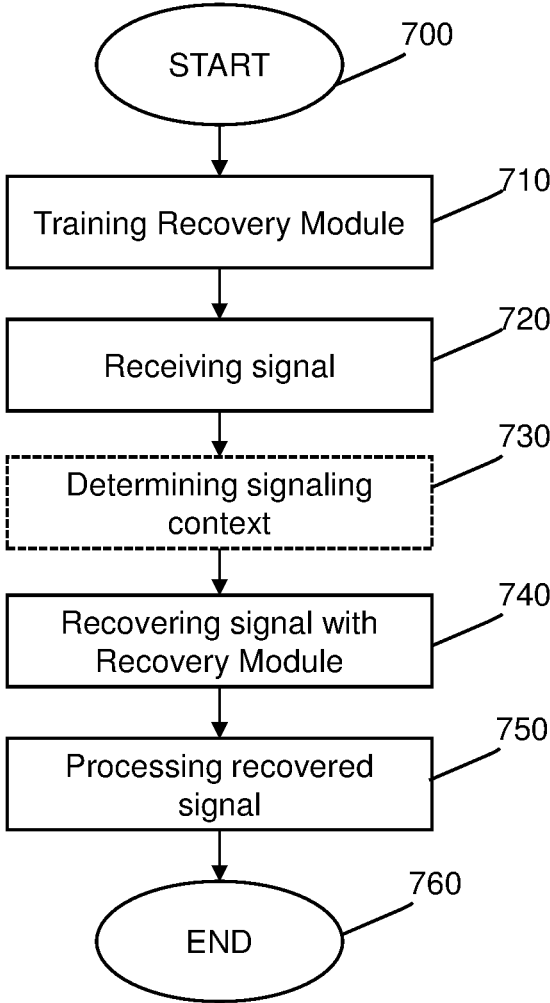 START
700
710
Training Recovery Module
720
Receiving signal
730
Determining signaling
context
740
Recovering signal with
Recovery Module
750
Processing recovered
signal
760
END